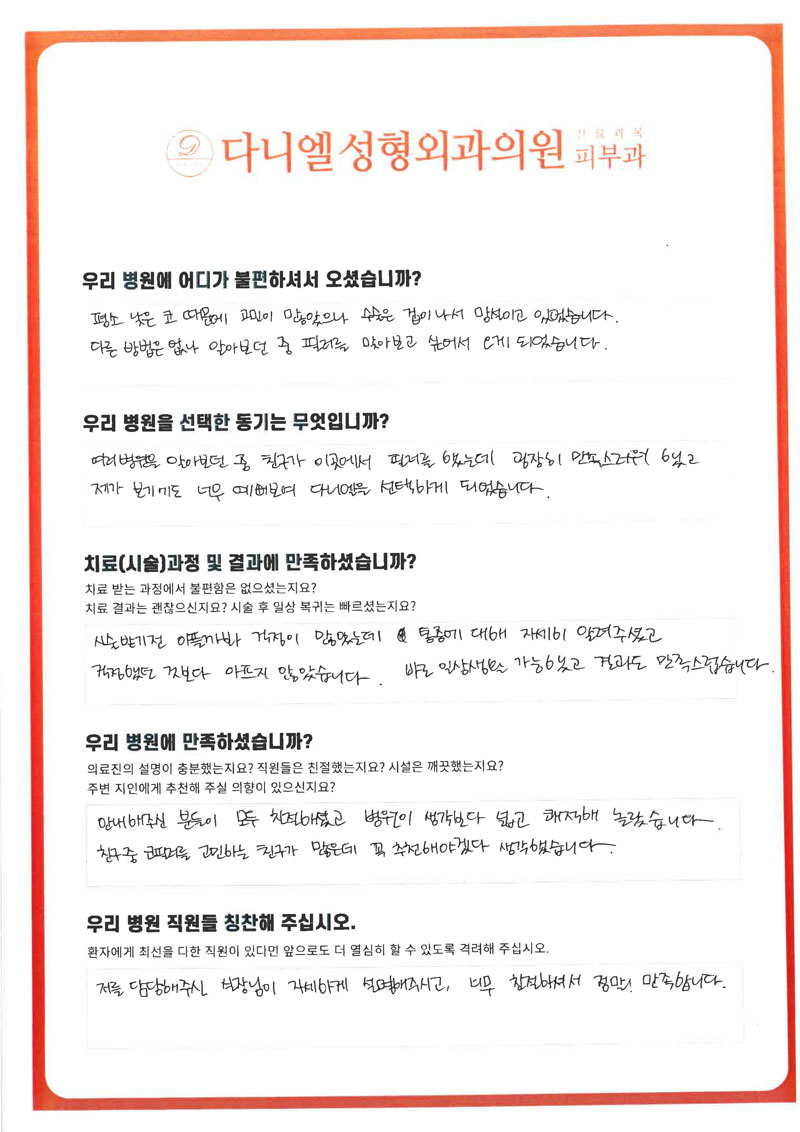 다니엘성형외과의원 진료과목
피부과
우리 병원에 어디가 불편하셔서 오셨습니까?
평소 낮은 코 때문에 고민이 많았으나 수술은 겁이나서 망설이고 있었습니다.
다른 방법은 없나 알아보던 중 필러를 맞아보고 싶어서 오게 되었습니다.
우리 병원을 선택한 동기는 무엇입니까?
여러병원을 알아보던 중 친구가 이곳에서 필러를 했는데 굉장히 만족스러워 했고
제가 보기에도 너무 예뻐보여 다니엘을 선택하게 되었습니다.
치료(시술)과정 및 결과에 만족하셨습니까?
치료 받는 과정에서 불편함은 없으셨는지요?
치료 결과는 괜찮으신지요? 시술 후 일상 복귀는 빠르셨는지요?
시술받기전 아플까봐 걱정이 많았는데 통증에 대해 자세히 알려주셨고
걱정했던 것보다 아프지 않았습니다. 바로 일상생활 가능했고 결과도 만족스럽습니다.
우리 병원에 만족하셨습니까?
의료진의 설명이 충분했는지요? 직원들은 친절했는지요? 시설은 깨끗했는지요?
주변 지인에게 추천해 주실 의향이 있으신지요?
안내해주신 분들이 모두 친절하셨고 병원이 생각보다 넓고 쾌적해 놀랐습니다.
친구중 코필러를 고민하는 친구가 많은데 꼭 추천해야겠다 생각했습니다.
우리 병원 직원들 칭찬해 주십시오.
환자에게 최선을 다한 직원이 있다면 앞으로도 더 열심히 할 수 있도록 격려해 주십시오.
저를 담당해주신 실장님이 자세하게 설명해주시고, 너무 친절하셔서 정말 만족합니다.